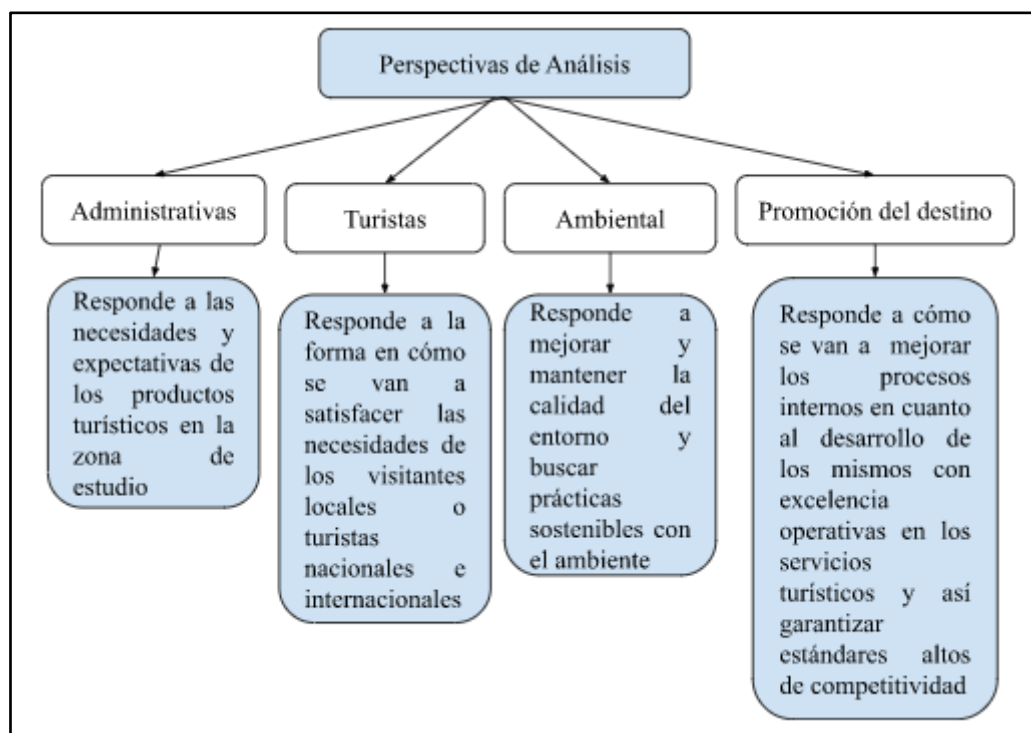 Perspectivas de Análisis
Administrativas
Turistas
Ambiental
Promoción del destino
Responde a las
necesidades y
expectativas de
los productos
turísticos en la
zona de
estudio
Responde a la
forma en cómo
se van a
satisfacer las
necesidades de
los visitantes
locales o
turistas
nacionales e
internacionales
Responde a
mejorar y
mantener la
calidad del
entorno y
buscar
prácticas
sostenibles con
el ambiente
Responde a cómo
se van a mejorar
los procesos
internos en cuanto
al desarrollo de
los mismos con
excelencia
operativas en los
servicios
turísticos y así
garantizar
estándares altos
de competitividad